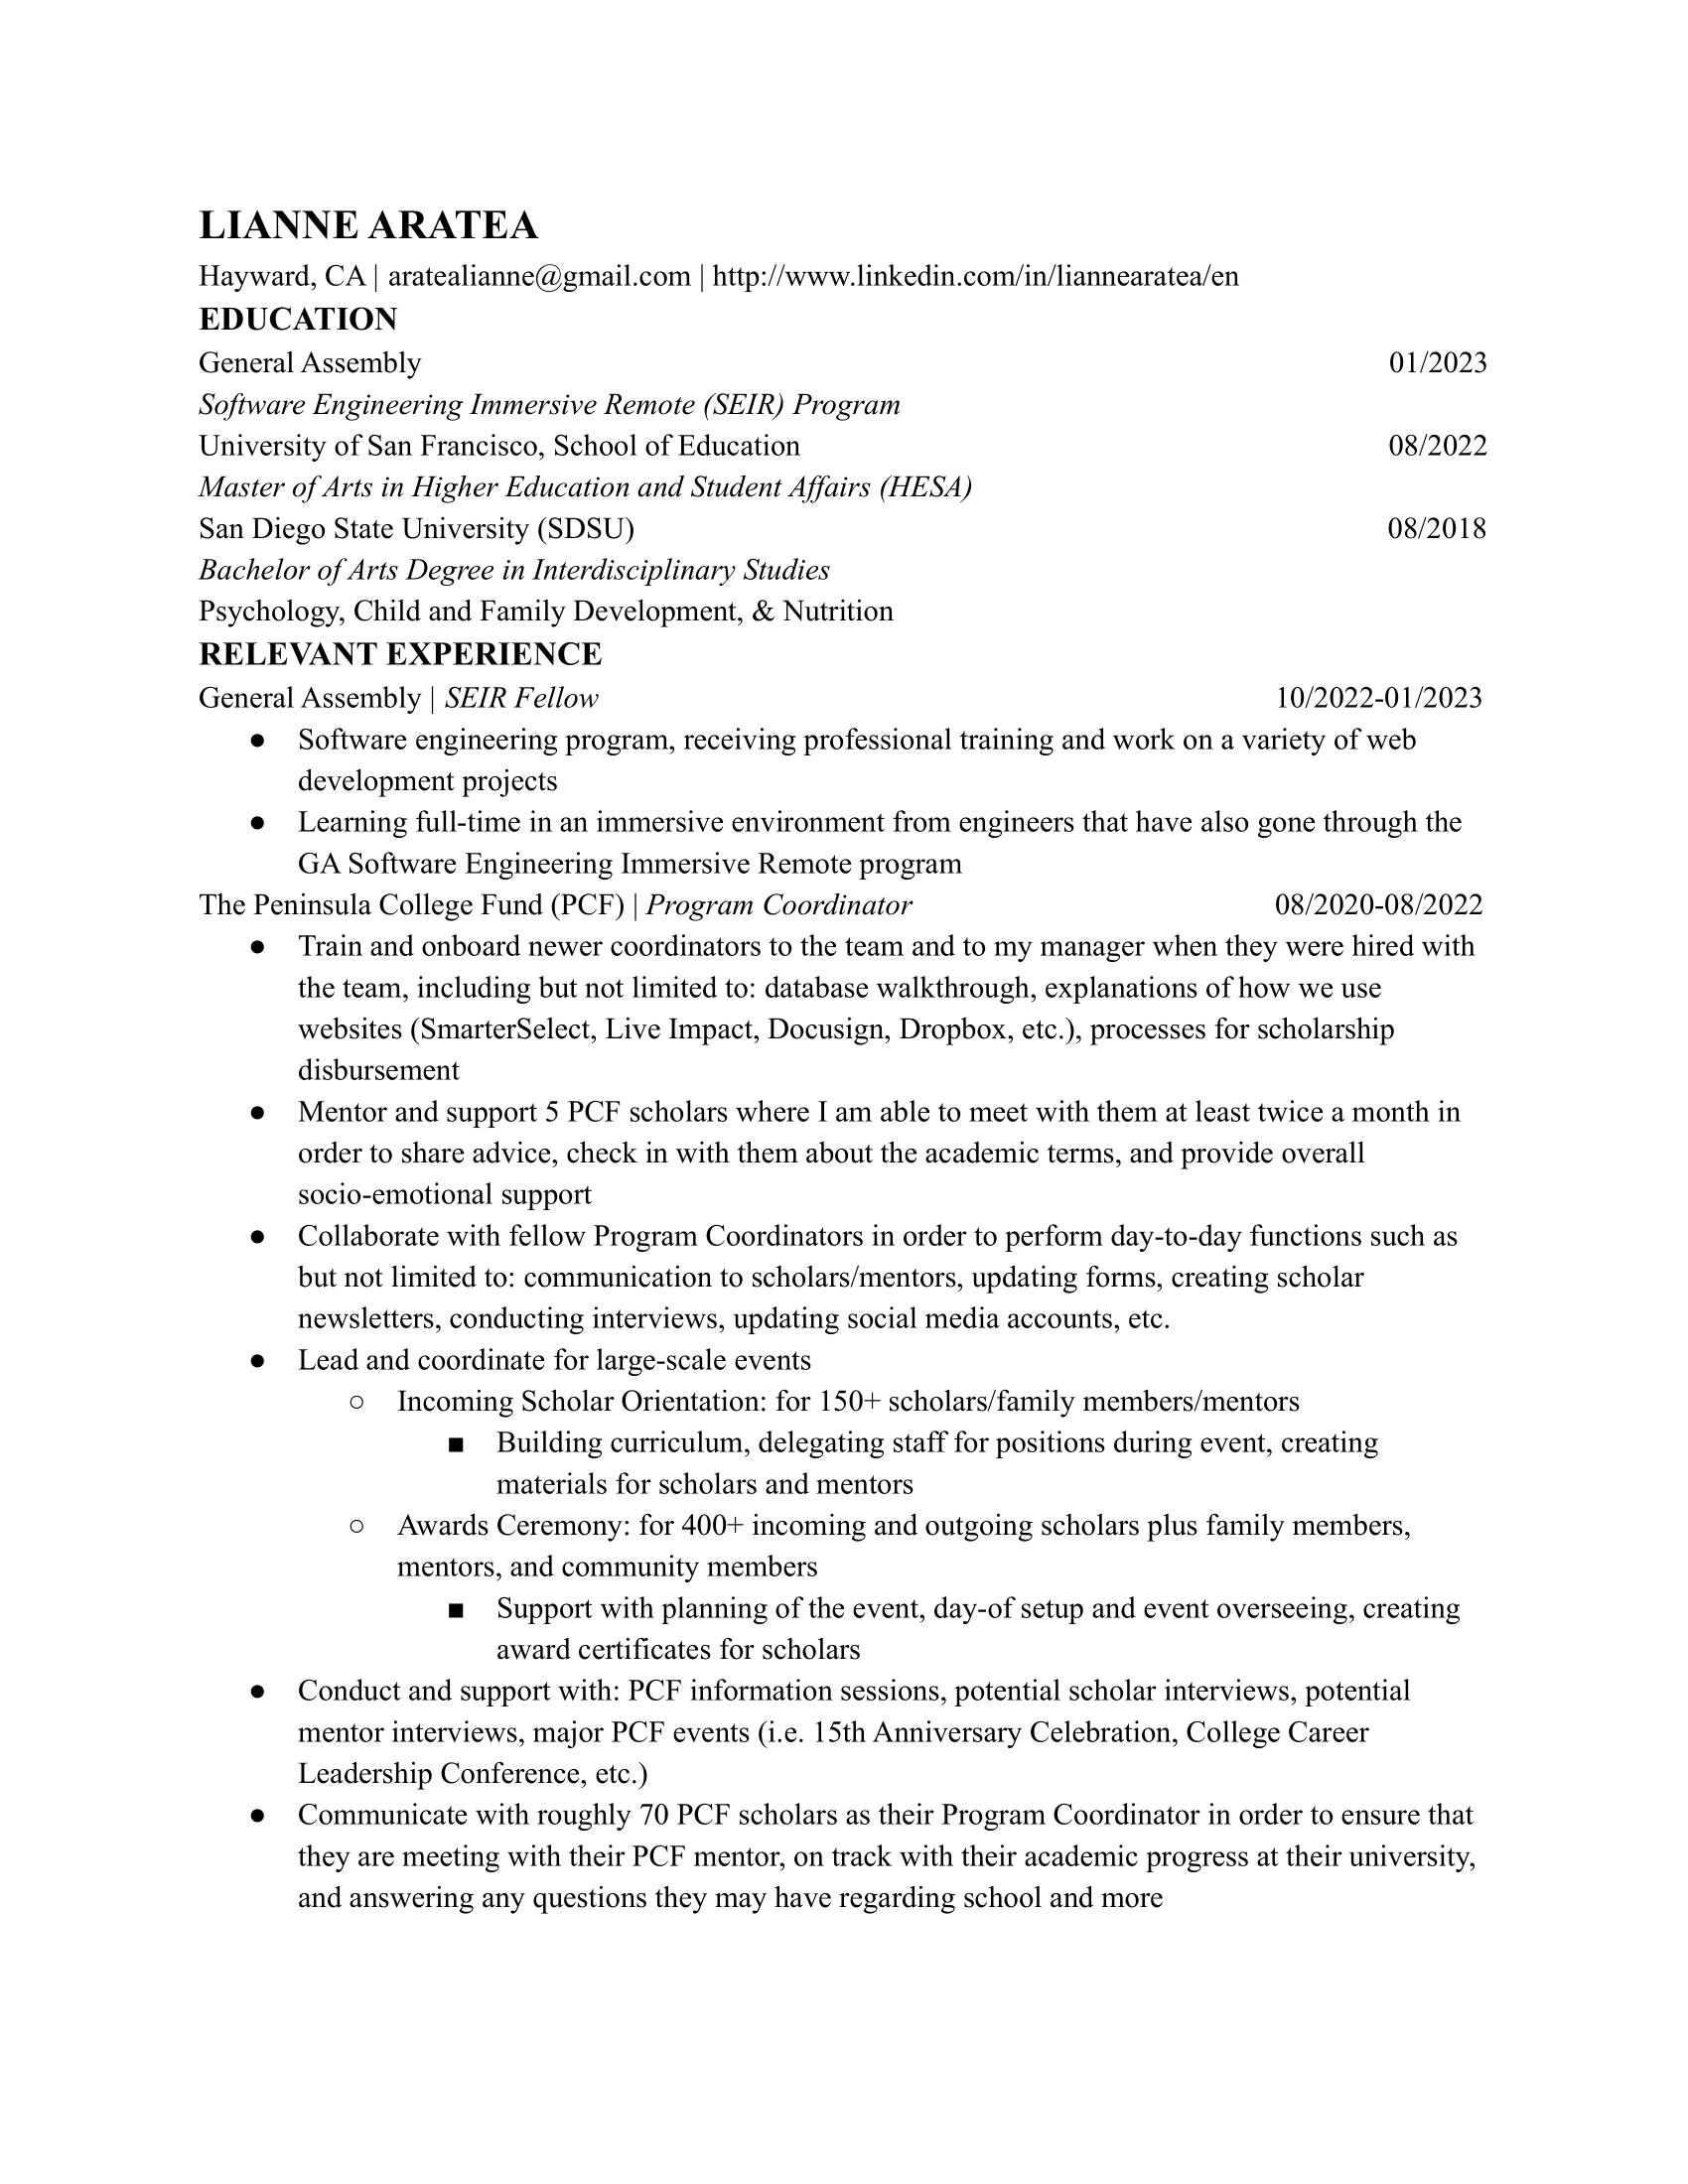 LIANNE ARATEA
Hayward, CA | aratealianne@gmail.com | http://www.linkedin.com/in/liannearatea/en
EDUCATION
General Assembly 01/2023
Software Engineering Immersive Remote (SEIR) Program
University of San Francisco, School of Education 08/2022
Master of Arts in Higher Education and Student Affairs (HESA)
San Diego State University (SDSU) 08/2018
Bachelor of Arts Degree in Interdisciplinary Studies
Psychology, Child and Family Development, & Nutrition
RELEVANT EXPERIENCE
General Assembly | SEIR Fellow 10/2022-01/2023
● Software engineering program, receiving professional training and work on a variety of web
development projects
● Learning full-time in an immersive environment from engineers that have also gone through the
GA Software Engineering Immersive Remote program
The Peninsula College Fund (PCF) | Program Coordinator 08/2020-08/2022
● Train and onboard newer coordinators to the team and to my manager when they were hired with
the team, including but not limited to: database walkthrough, explanations of how we use
websites (SmarterSelect, Live Impact, Docusign, Dropbox, etc.), processes for scholarship
disbursement
● Mentor and support 5 PCF scholars where I am able to meet with them at least twice a month in
order to share advice, check in with them about the academic terms, and provide overall
socio-emotional support
● Collaborate with fellow Program Coordinators in order to perform day-to-day functions such as
but not limited to: communication to scholars/mentors, updating forms, creating scholar
newsletters, conducting interviews, updating social media accounts, etc.
● Lead and coordinate for large-scale events
○ Incoming Scholar Orientation: for 150+ scholars/family members/mentors
■ Building curriculum, delegating staff for positions during event, creating
materials for scholars and mentors
○ Awards Ceremony: for 400+ incoming and outgoing scholars plus family members,
mentors, and community members
■ Support with planning of the event, day-of setup and event overseeing, creating
award certificates for scholars
● Conduct and support with: PCF information sessions, potential scholar interviews, potential
mentor interviews, major PCF events (i.e. 15th Anniversary Celebration, College Career
Leadership Conference, etc.)
● Communicate with roughly 70 PCF scholars as their Program Coordinator in order to ensure that
they are meeting with their PCF mentor, on track with their academic progress at their university,
and answering any questions they may have regarding school and more